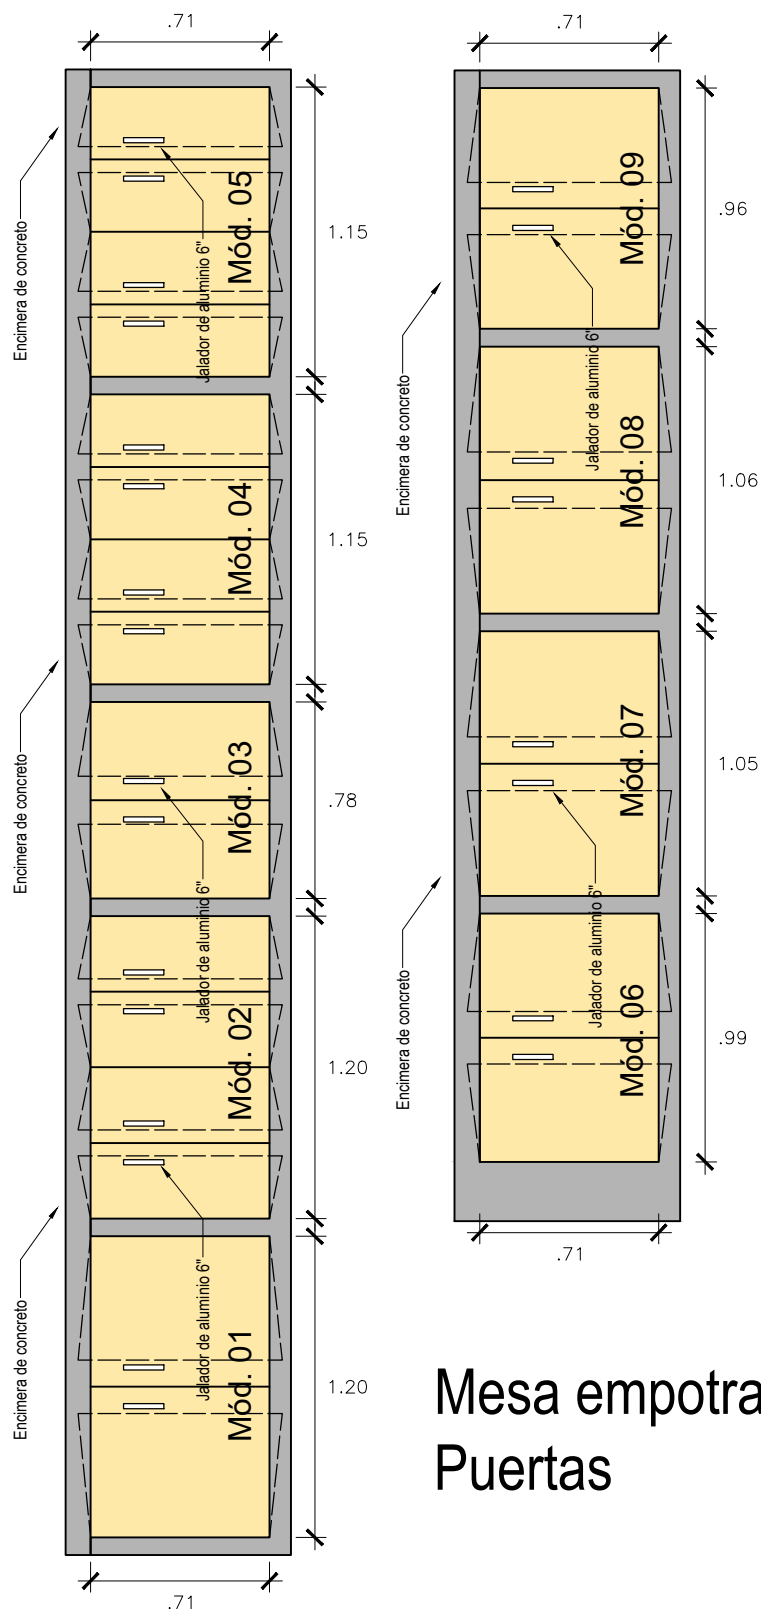 .71
.71
Encimera de concreto
Jalador de aluminio 6"
Mód. 05
1.15
Mód. 04
1.15
Encimera de concreto
Jalador de aluminio 6"
Mód. 03
.78
Mód. 02
1.20
Encimera de concreto
Jalador de aluminio 6"
Mód. 01
1.20
.71
Encimera de concreto
Jalador de aluminio 6"
Mód. 09
.96
Mód. 08
1.06
Encimera de concreto
Jalador de aluminio 6"
Mód. 07
1.05
Mód. 06
.99
.71
Mesa empotra
Puertas